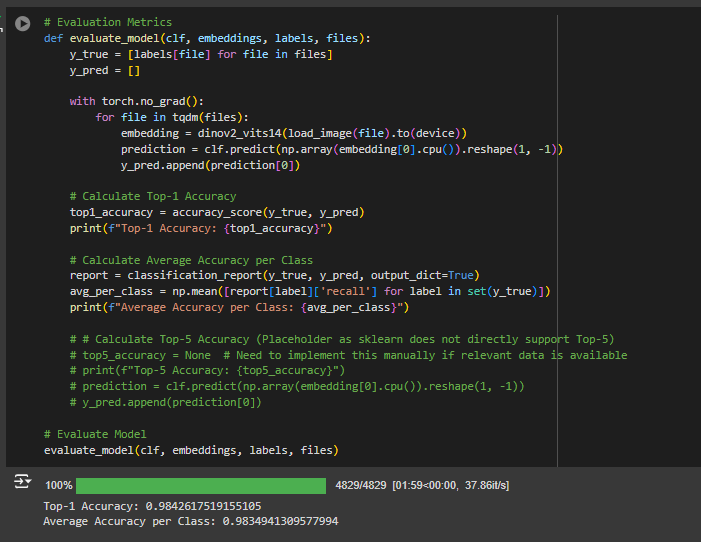 # Evaluation Metrics
def evaluate_model(clf, embeddings, labels, files):
    y_true = [labels[file] for file in files]
    y_pred = []

    with torch.no_grad():
        for file in tqdm(files):
            embedding = dinov2_vits14(load_image(file).to(device))
            prediction = clf.predict(np.array(embedding[0].cpu()).reshape(1, -1))
            y_pred.append(prediction[0])

    # Calculate Top-1 Accuracy
    top1_accuracy = accuracy_score(y_true, y_pred)
    print(f"Top-1 Accuracy: {top1_accuracy}")

    # Calculate Average Accuracy per Class
    report = classification_report(y_true, y_pred, output_dict=True)
    avg_per_class = np.mean([report[label]['recall'] for label in set(y_true)])
    print(f"Average Accuracy per Class: {avg_per_class}")

    # # Calculate Top-5 Accuracy (Placeholder as sklearn does not directly support Top-5)
    # top5_accuracy = None  # Need to implement this manually if relevant data is available
    # print(f"Top-5 Accuracy: {top5_accuracy}")
    # prediction = clf.predict(np.array(embedding[0].cpu()).reshape(1, -1))
    # y_pred.append(prediction[0])

# Evaluate Model
evaluate_model(clf, embeddings, labels, files)
100% 4829/4829 [01:59<00:00, 37.86it/s]
Top-1 Accuracy: 0.9842617519155105
Average Accuracy per Class: 0.9834941309577994